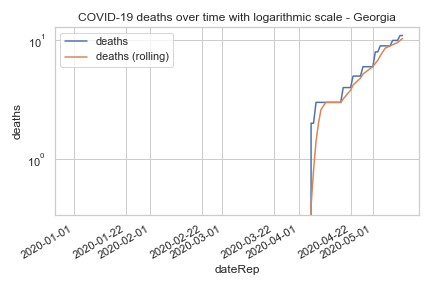 COVID-19 deaths over time with logarithmic scale - Georgia
10¹
deaths
deaths (rolling)
deaths
10⁰
2020-01-01
2020-01-22
2020-02-01
2020-02-22
2020-03-01
2020-03-22
2020-04-01
2020-04-22
2020-05-01
dateRep